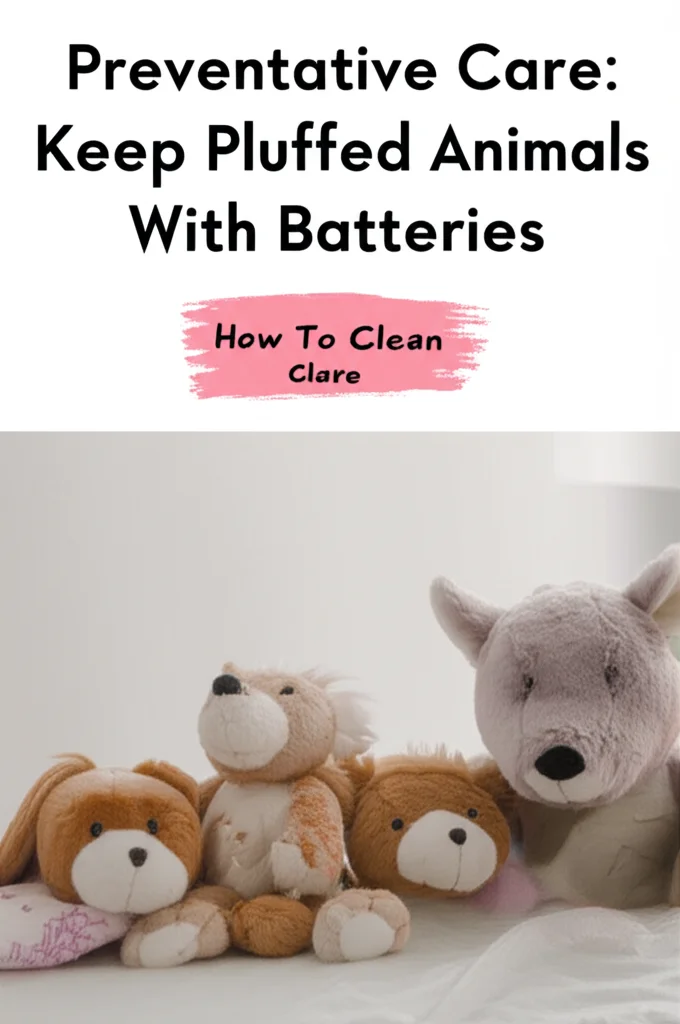 Preventative Care:
Keep Pluffed Animals
With Batteries
How To Clean
Clare